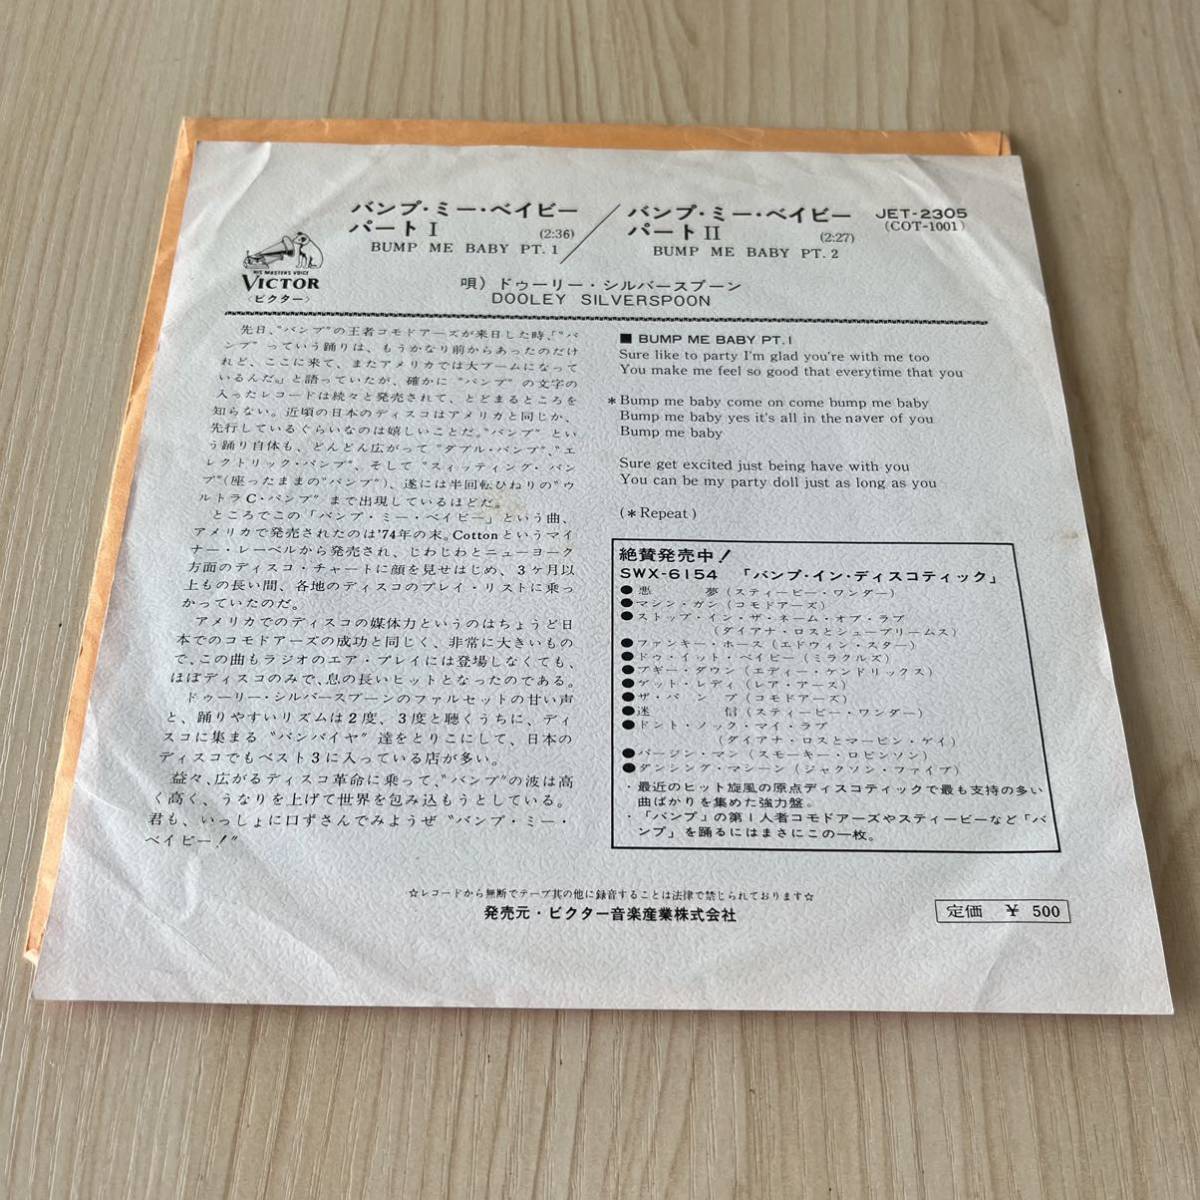 バンプ・ミー・ベイビー
パートI (2:36)
BUMP ME BABY PT. 1
バンプ・ミー・ベイビー
パートII (2:27)
BUMP ME BABY PT. 2
JET-2305
(COT-1001)
HIS MASTER'S VOICE
VICTOR
〈ビクター〉
唄) ドゥーリー・シルバースプーン
DOOLEY SILVERSPOON
先日、"バンプ"の王者コモドアーズが来日した時、「"バ
ンプ"っていう踊りは、もうかなり前からあったのだけ
れど、ここに来て、またアメリカでは大ブームになって
いるんだ。」と語っていたが、確かに"バンプ"の文字の
入ったレコードは続々と発売されて、とどまるところを
知らない。近頃の日本のディスコはアメリカと同じか、
先行しているぐらいなのは嬉しいことだ。"バンプ"とい
う踊り自体も、どんどん広がって"ダブル・バンプ"、"エ
レクトリック・バンプ"、そして"スィッティング・バン
プ"(座ったままの"バンプ")、遂には半回転ひねりの"ウ
ルトラC・バンプ"まで出現しているほどだ。
ところでこの「バンプ・ミー・ベイビー」という曲、
アメリカで発売されたのは'74年の末。Cottonというマイ
ナー・レーベルから発売され、じわじわとニューヨーク
方面のディスコ・チャートに顔を見せはじめ、3ヶ月以
上もの長い間、各地のディスコのプレイ・リストに乗っ
かっていたのだ。
アメリカでのディスコの媒体力というのはちょうど日
本でのコモドアーズの成功と同じく、非常に大きいもの
で、この曲もラジオのエア・プレイには登場しなくても、
ほぼディスコのみで、息の長いヒットとなったのである。
ドゥーリー・シルバースプーンのファルセットの甘い声
と、踊りやすいリズムは2度、3度と聴くうちに、ディ
スコに集まる"バンバイヤ"達をとりこにして、日本の
ディスコでもベスト3に入っている店が多い。
益々、広がるディスコ革命に乗って、"バンプ"の波は高
く高く、うなりを上げて世界を包み込もうとしている。
君も、いっしょに口ずさんでみようぜ"バンプ・ミー・
ベイビー!"
■ BUMP ME BABY PT. I
Sure like to party I'm glad you're with me too
You make me feel so good that everytime that you
*Bump me baby come on come bump me baby
Bump me baby yes it's all in the naver of you
Bump me baby
Sure get excited just being have with you
You can be my party doll just as long as you
(*Repeat)
絶賛発売中!
SWX-6154 「バンプ・イン・ディスコティック」
●悪 夢(スティービー・ワンダー)
●マシン・ガン(コモドアーズ)
●ストップ・イン・ザ・ネーム・オブ・ラブ
(ダイアナ・ロスとシュープリームス)
●ファンキー・ホース(エドウィン・スター)
●ドゥ・イット・ベイビー(ミラクルズ)
●ブギー・ダウン(エディー・ケンドリックス)
●ゲット・レディ(レア・アース)
●ザ・バンプ(コモドアーズ)
●迷 信(スティービー・ワンダー)
●ドント・ノック・マイ・ラブ
(ダイアナ・ロスとマービン・ゲイ)
●バージン・マン(スモーキー・ロビンソン)
●ダンシング・マシーン(ジャクソン・ファイブ)
・最近のヒット旋風の原点ディスコティックで最も支持の多い
曲ばかりを集めた強力盤。
・「バンプ」の第1人者コモドアーズやスティービーなど「バ
ンプ」を踊るにはまさにこの一枚。
☆レコードから無断でテープ其の他に録音することは法律で禁じられております☆
発売元・ビクター音楽産業株式会社
定価 ¥ 500